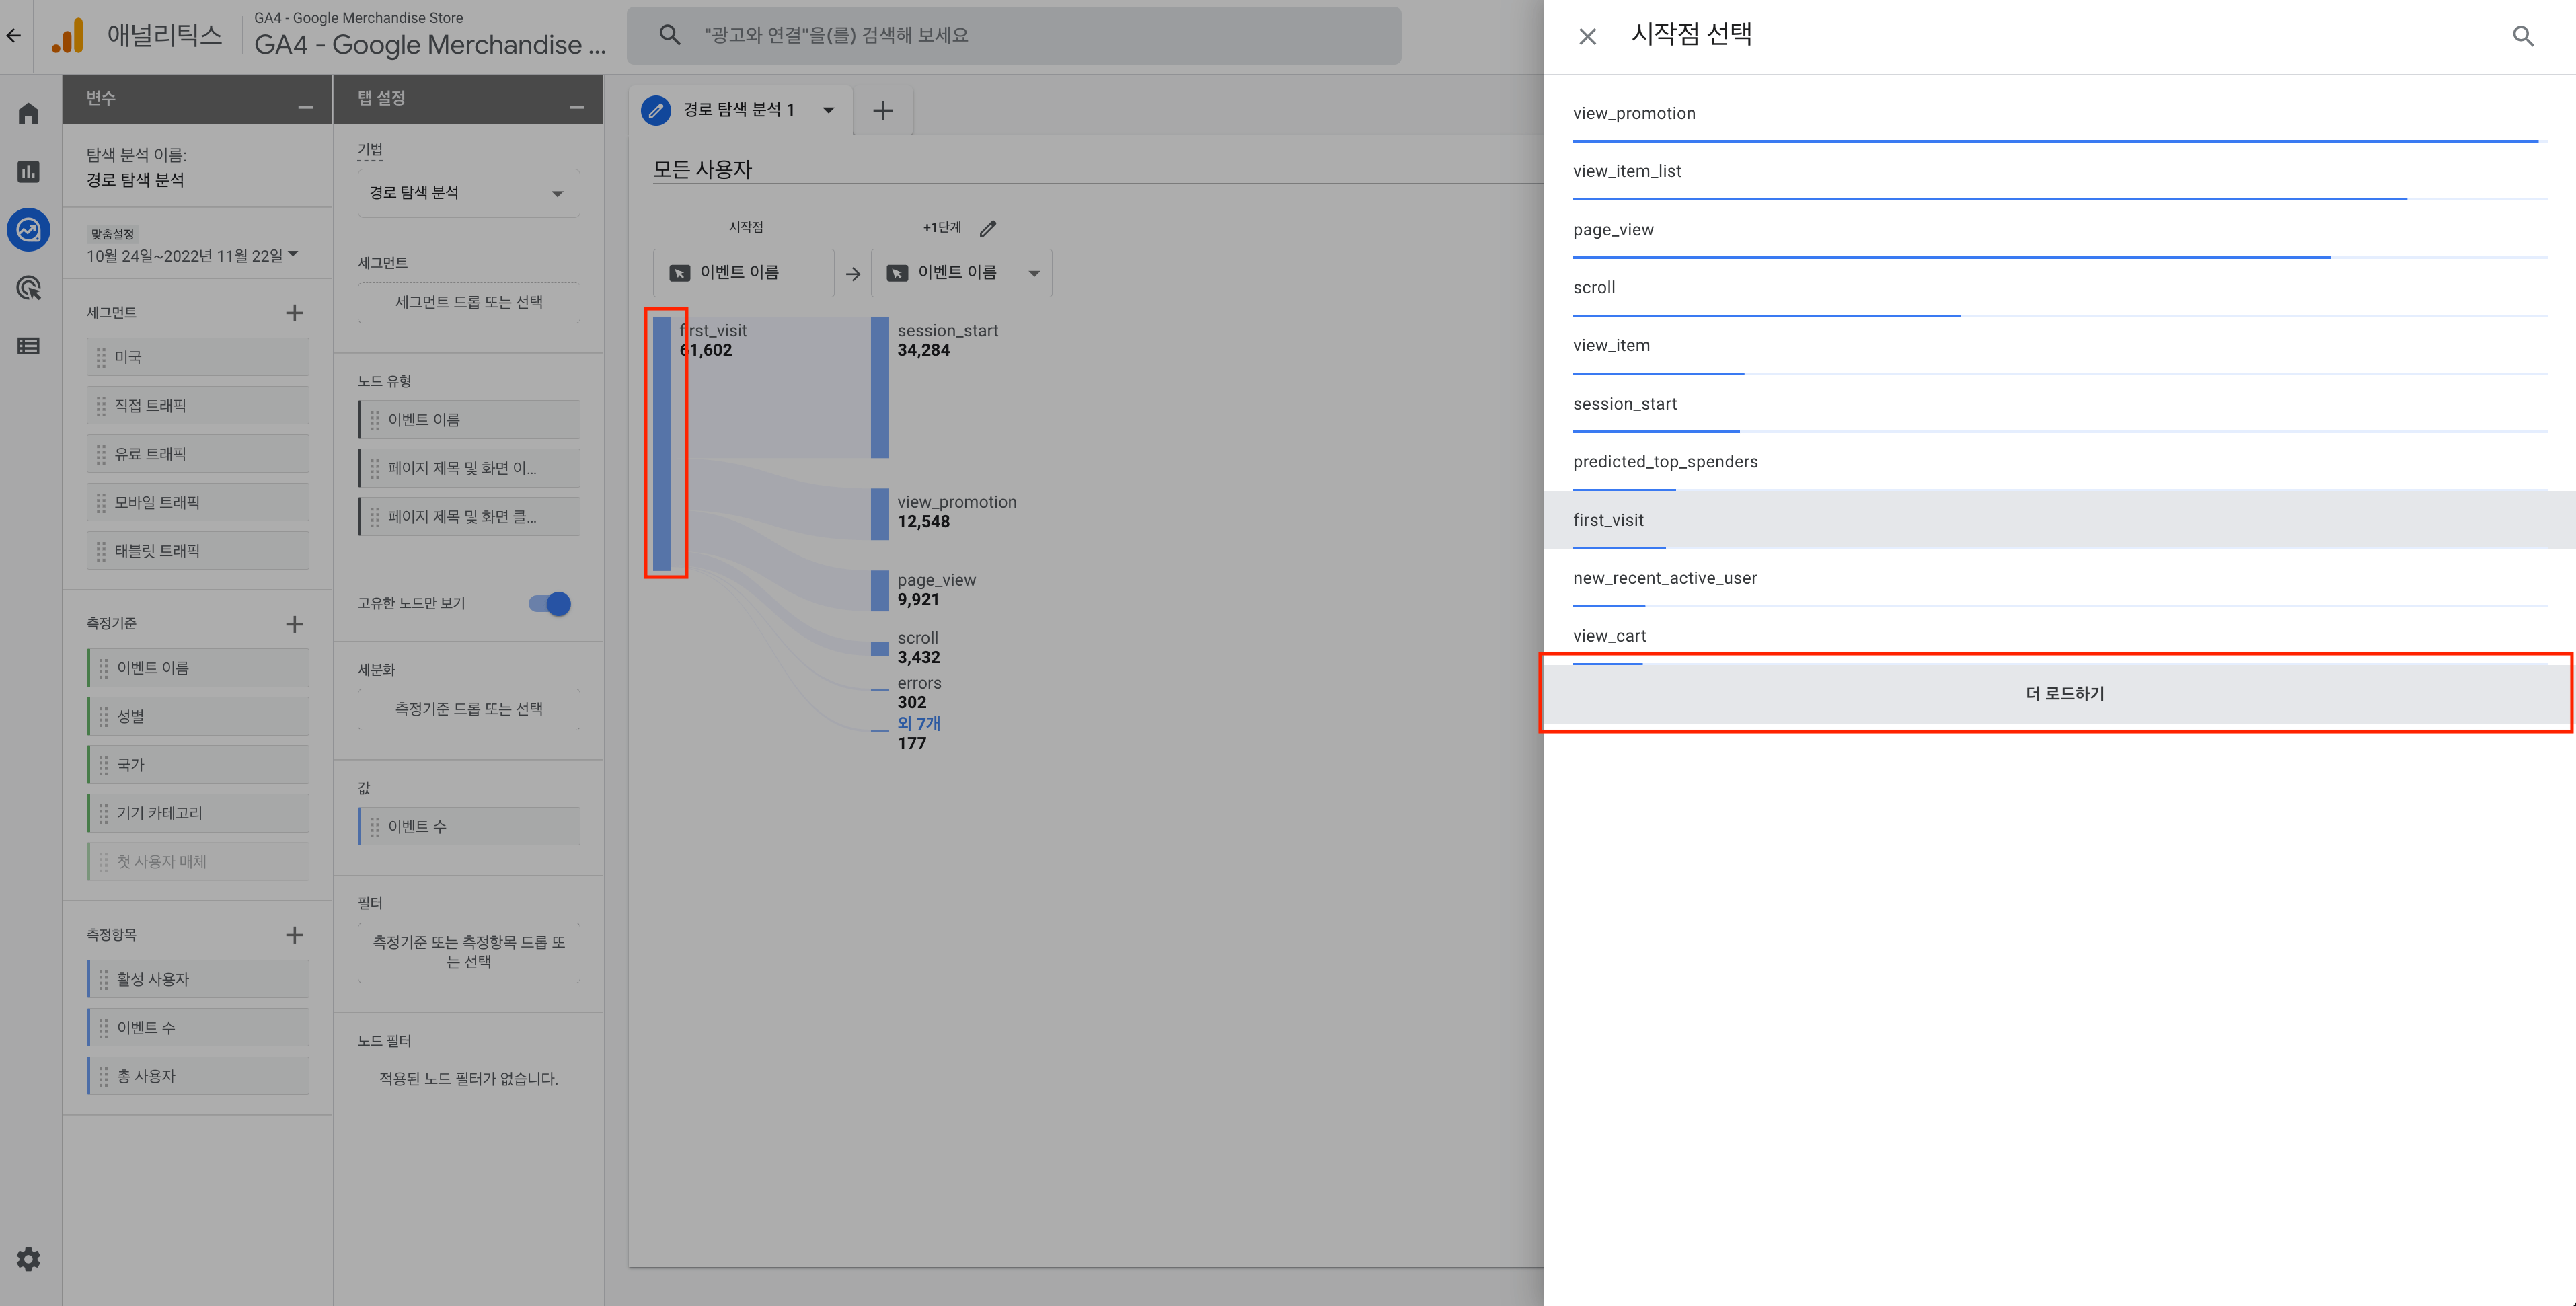 애널리틱스
GA4 - Google Merchandise Store
GA4 - Google Merchandise ...
"광고와 연결"을(를) 검색해 보세요
변수
탐색 분석 이름:
경로 탐색 분석
맞춤설정
10월 24일~2022년 11월 22일
세그먼트
미국
직접 트래픽
유료 트래픽
모바일 트래픽
태블릿 트래픽
측정기준
이벤트 이름
성별
국가
기기 카테고리
첫 사용자 매체
측정항목
활성 사용자
이벤트 수
총 사용자
탭 설정
기법
경로 탐색 분석
세그먼트
세그먼트 드롭 또는 선택
노드 유형
이벤트 이름
페이지 제목 및 화면 이...
페이지 제목 및 화면 클...
고유한 노드만 보기
세분화
측정기준 드롭 또는 선택
값
이벤트 수
필터
측정기준 또는 측정항목 드롭 또
는 선택
노드 필터
적용된 노드 필터가 없습니다.
경로 탐색 분석 1
모든 사용자
시작점
+1단계
이벤트 이름
이벤트 이름
first_visit
61,602
session_start
34,284
view_promotion
12,548
page_view
9,921
scroll
3,432
errors
302
외 7개
177
시작점 선택
view_promotion
view_item_list
page_view
scroll
view_item
session_start
predicted_top_spenders
first_visit
new_recent_active_user
view_cart
더 로드하기